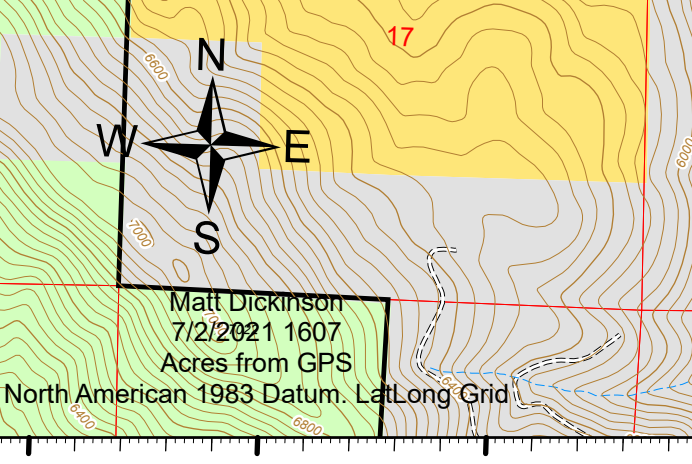 17
6600
N
W
E
6000
S
7000
Matt Dickinson
7/2/2021 1607
Acres from GPS
6400
North American 1983 Datum. LatLong Grid
6400
6800